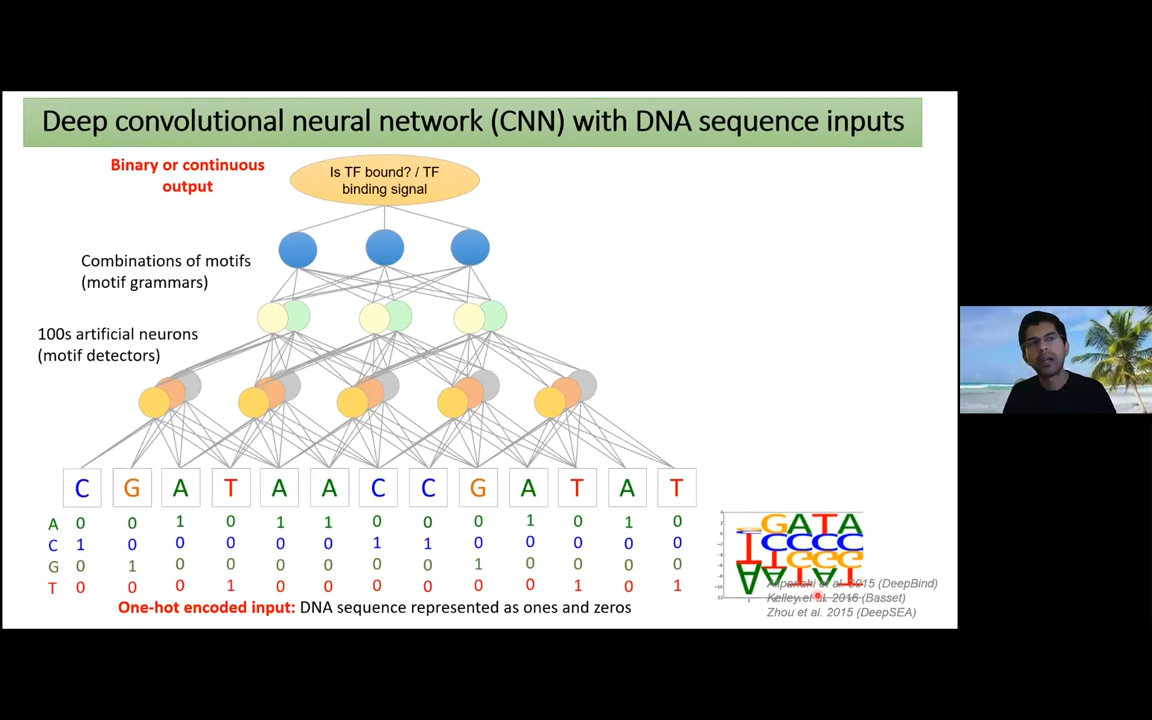 Deep convolutional neural network (CNN) with DNA sequence inputs
Binary or continuous
output
Is TF bound? / TF
binding signal
Combinations of motifs
(motif grammars)
100s artificial neurons
(motif detectors)
C G A T A A C C G A T A T
A 0 0 1 0 1 1 0 0 0 1 0 1 0
C 1 0 0 0 0 0 1 1 0 0 0 0 0
G 0 1 0 0 0 0 0 0 1 0 0 0 0
T 0 0 0 1 0 0 0 0 0 0 1 0 1
One-hot encoded input: DNA sequence represented as ones and zeros
GATA
CCCC
et al. 2015 (DeepBind)
Kelley et al. 2016 (Basset)
Zhou et al. 2015 (DeepSEA)